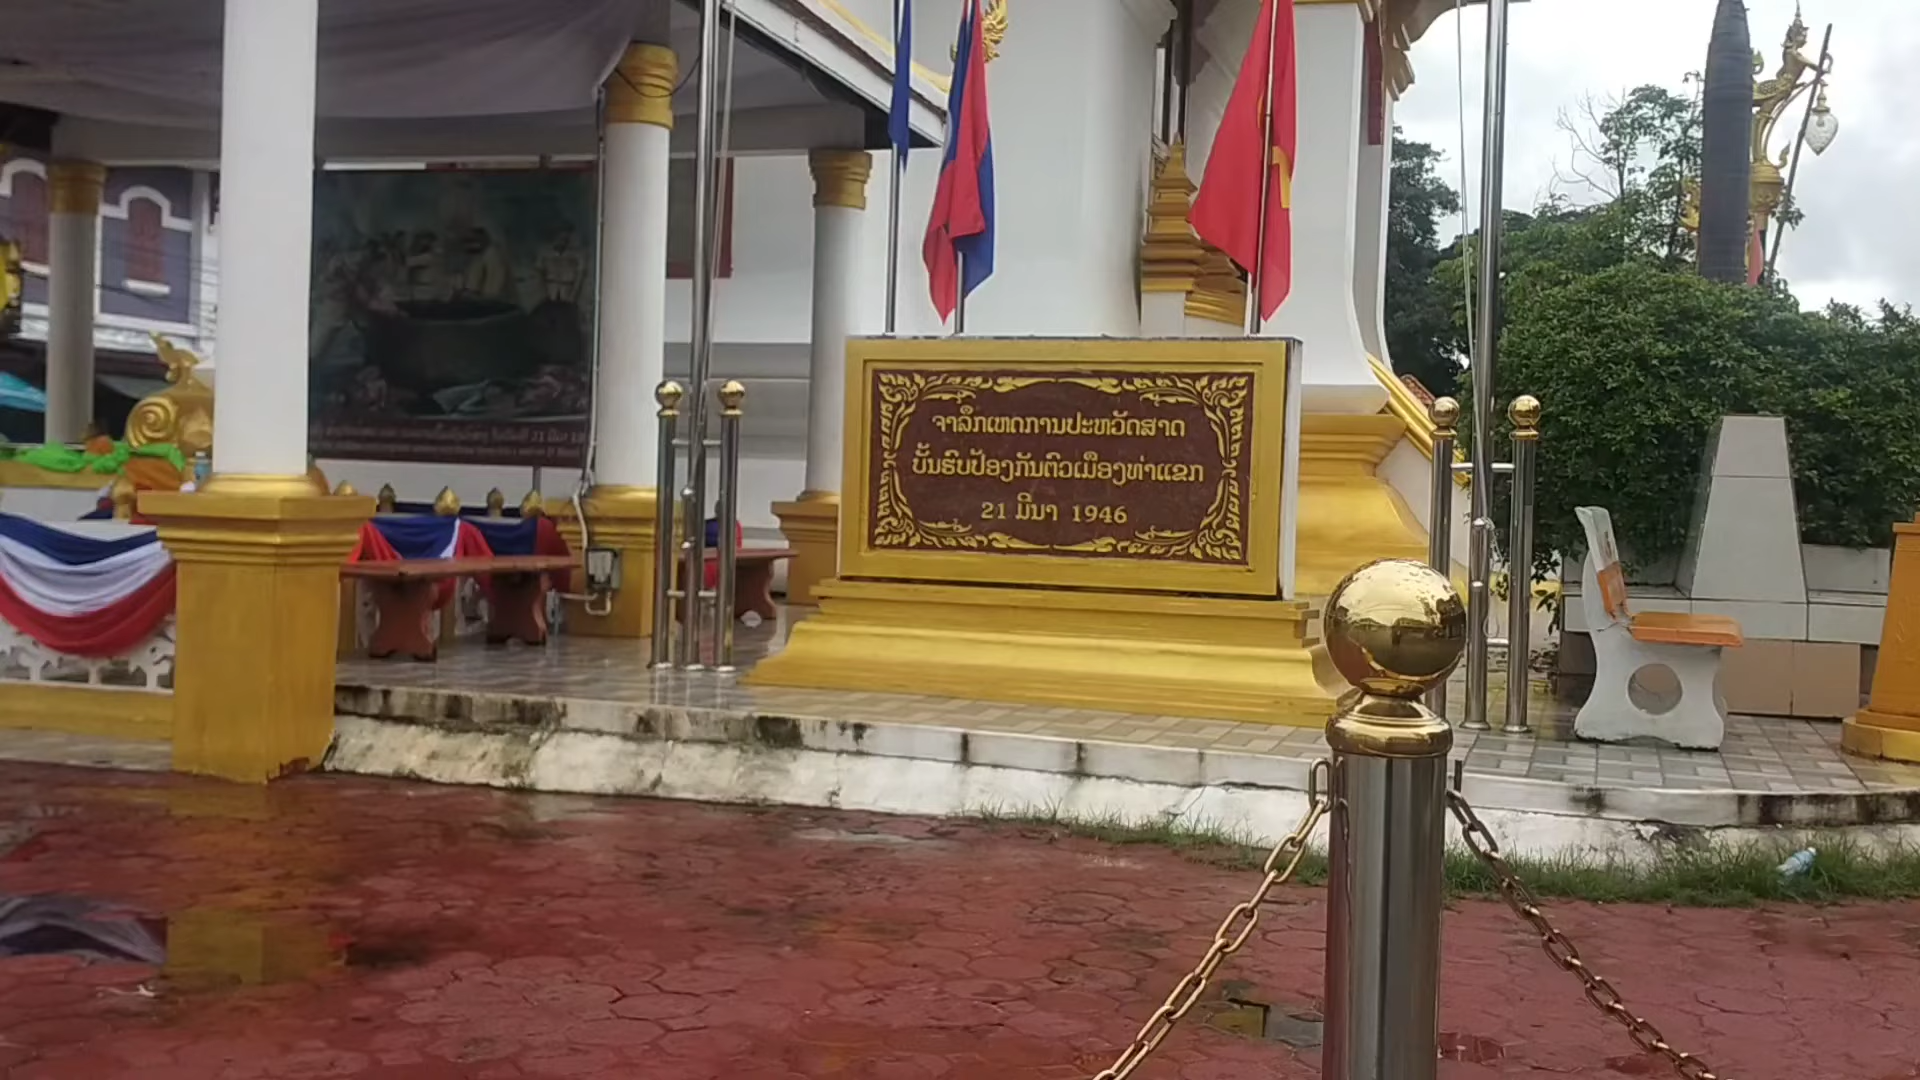 ຈາລຶກເຫດການປະຫວັດສາດ
ບັ້ນຮົບປ້ອງກັນຕົວເມືອງທ່າແຂກ
21 ມີນາ 1946